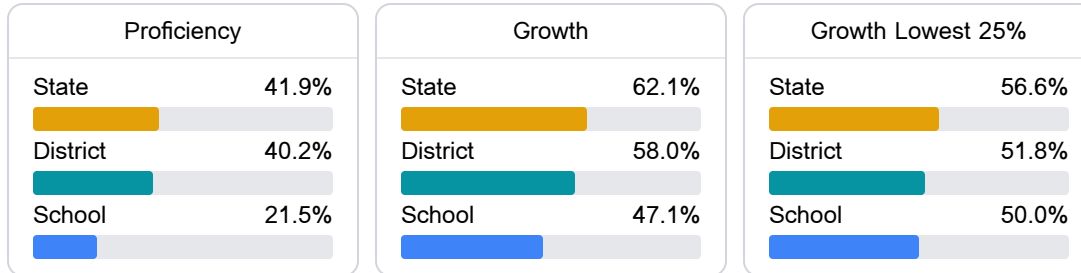 Proficiency
State 41.9%
District 40.2%
School 21.5%
Growth
State 62.1%
District 58.0%
School 47.1%
Growth Lowest 25%
State 56.6%
District 51.8%
School 50.0%